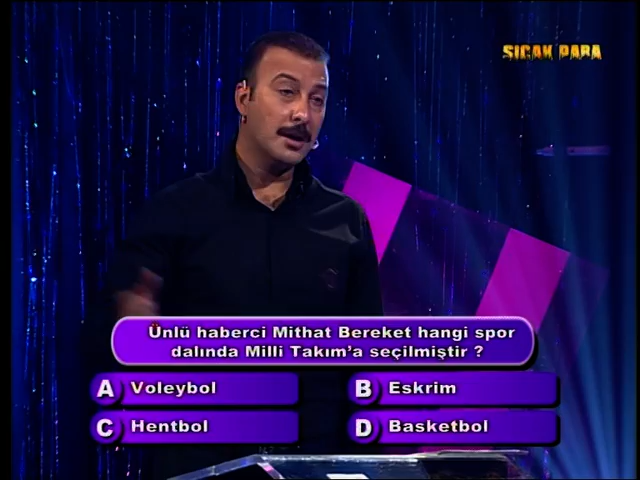 SICAK PARA
Ünlü haberci Mithat Bereket hangi spor
dalında Milli Takım'a seçilmiştir ?
A Voleybol
B Eskrim
C Hentbol
D Basketbol